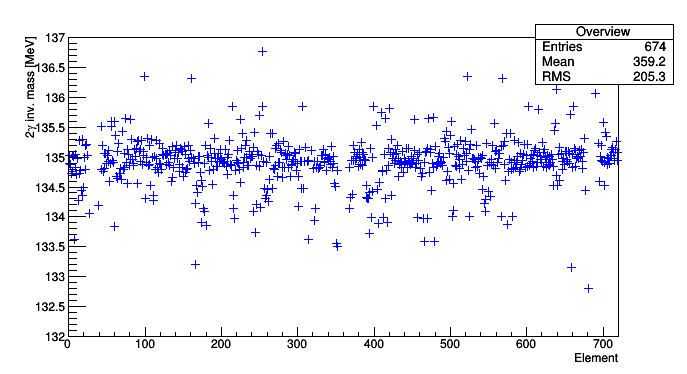 Overview
Entries 674
Mean 359.2
RMS 205.3
2γ inv. mass [MeV]
137
136.5
136
135.5
135
134.5
134
133.5
133
132.5
132
0 100 200 300 400 500 600 700
Element